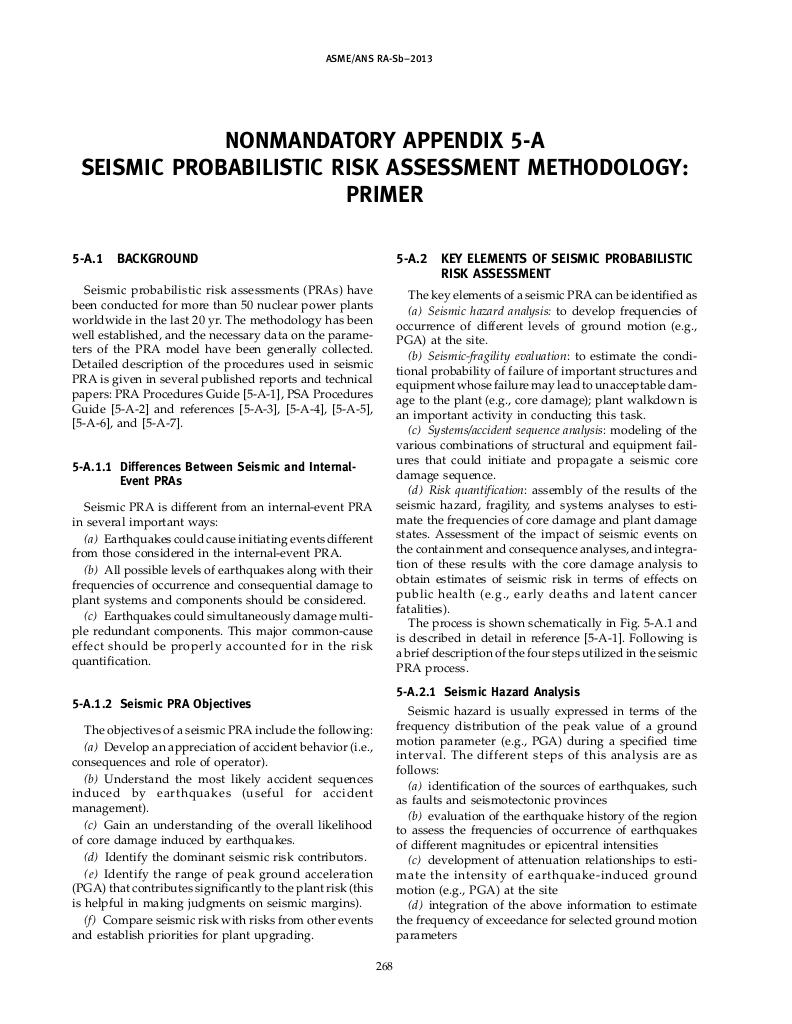 ASME/ANS RA-Sb–2013
NONMANDATORY APPENDIX 5-A
SEISMIC PROBABILISTIC RISK ASSESSMENT METHODOLOGY:
PRIMER
5-A.1 BACKGROUND
Seismic probabilistic risk assessments (PRAs) have
been conducted for more than 50 nuclear power plants
worldwide in the last 20 yr. The methodology has been
well established, and the necessary data on the parame-
ters of the PRA model have been generally collected.
Detailed description of the procedures used in seismic
PRA is given in several published reports and technical
papers: PRA Procedures Guide [5-A-1], PSA Procedures
Guide [5-A-2] and references [5-A-3], [5-A-4], [5-A-5],
[5-A-6], and [5-A-7].
5-A.1.1 Differences Between Seismic and Internal-
Event PRAs
Seismic PRA is different from an internal-event PRA
in several important ways:
(a) Earthquakes could cause initiating events different
from those considered in the internal-event PRA.
(b) All possible levels of earthquakes along with their
frequencies of occurrence and consequential damage to
plant systems and components should be considered.
(c) Earthquakes could simultaneously damage multi-
ple redundant components. This major common-cause
effect should be properly accounted for in the risk
quantification.
5-A.1.2 Seismic PRA Objectives
The objectives of a seismic PRA include the following:
(a) Develop an appreciation of accident behavior (i.e.,
consequences and role of operator).
(b) Understand the most likely accident sequences
induced by earthquakes (useful for accident
management).
(c) Gain an understanding of the overall likelihood
of core damage induced by earthquakes.
(d) Identify the dominant seismic risk contributors.
(e) Identify the range of peak ground acceleration
(PGA) that contributes significantly to the plant risk (this
is helpful in making judgments on seismic margins).
(f) Compare seismic risk with risks from other events
and establish priorities for plant upgrading.
5-A.2 KEY ELEMENTS OF SEISMIC PROBABILISTIC
RISK ASSESSMENT
The key elements of a seismic PRA can be identified as
(a) Seismic hazard analysis: to develop frequencies of
occurrence of different levels of ground motion (e.g.,
PGA) at the site.
(b) Seismic-fragility evaluation: to estimate the condi-
tional probability of failure of important structures and
equipment whose failure may lead to unacceptable dam-
age to the plant (e.g., core damage); plant walkdown is
an important activity in conducting this task.
(c) Systems/accident sequence analysis: modeling of the
various combinations of structural and equipment fail-
ures that could initiate and propagate a seismic core
damage sequence.
(d) Risk quantification: assembly of the results of the
seismic hazard, fragility, and systems analyses to esti-
mate the frequencies of core damage and plant damage
states. Assessment of the impact of seismic events on
the containment and consequence analyses, and integra-
tion of these results with the core damage analysis to
obtain estimates of seismic risk in terms of effects on
public health (e.g., early deaths and latent cancer
fatalities).
The process is shown schematically in Fig. 5-A.1 and
is described in detail in reference [5-A-1]. Following is
a brief description of the four steps utilized in the seismic
PRA process.
5-A.2.1 Seismic Hazard Analysis
Seismic hazard is usually expressed in terms of the
frequency distribution of the peak value of a ground
motion parameter (e.g., PGA) during a specified time
interval. The different steps of this analysis are as
follows:
(a) identification of the sources of earthquakes, such
as faults and seismotectonic provinces
(b) evaluation of the earthquake history of the region
to assess the frequencies of occurrence of earthquakes
of different magnitudes or epicentral intensities
(c) development of attenuation relationships to esti-
mate the intensity of earthquake-induced ground
motion (e.g., PGA) at the site
(d) integration of the above information to estimate
the frequency of exceedance for selected ground motion
parameters
268